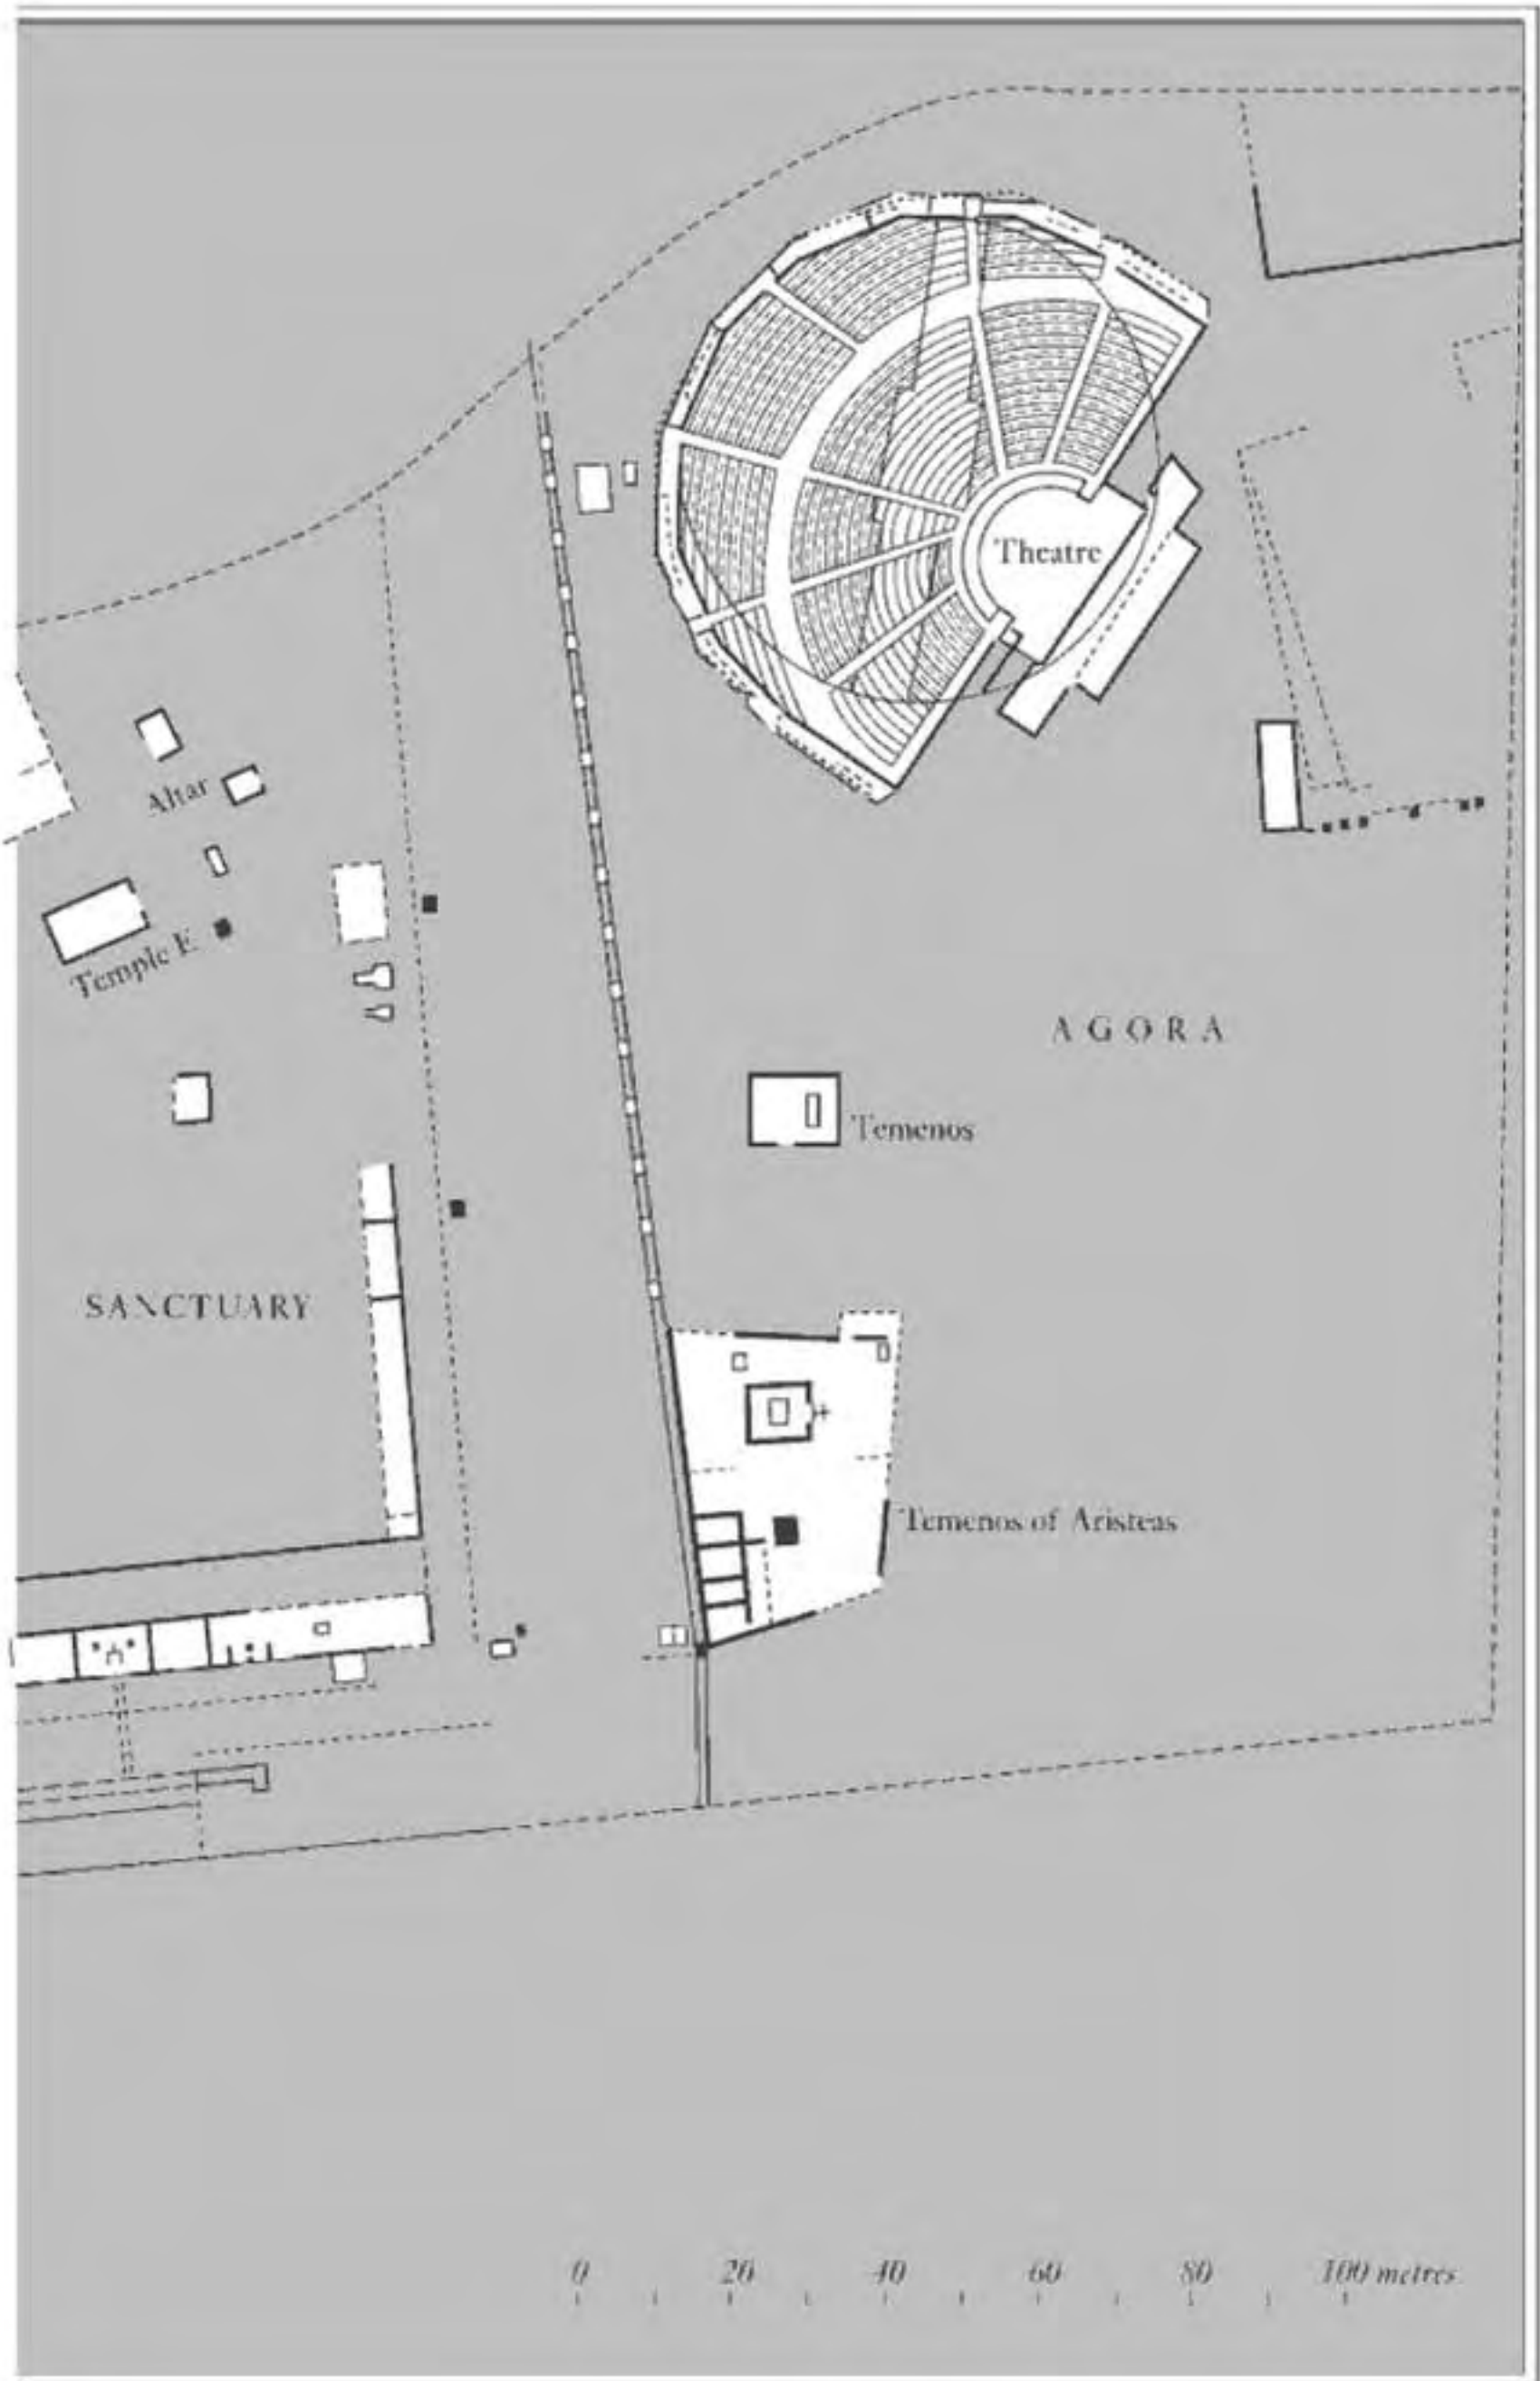 Theatre
Altar
Temple E
AGORA
Temenos
SANCTUARY
Temenos of Aristeas
0 20 40 60 80 100 metres